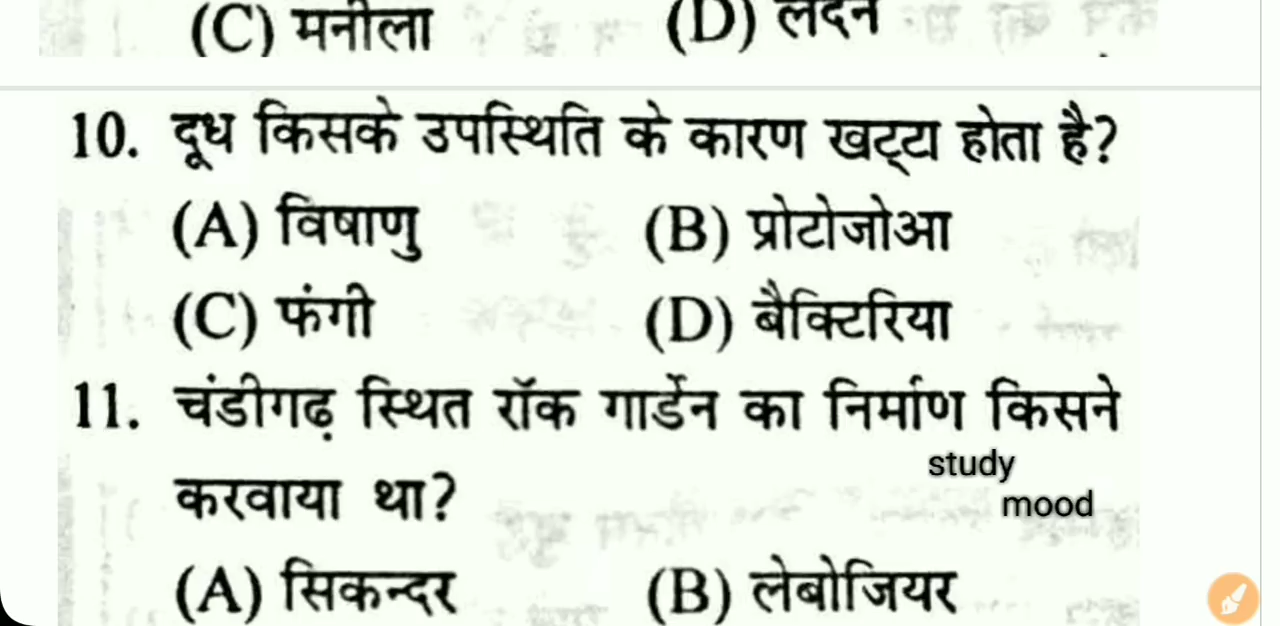 (C) मनीला (D) लंदन
10. दूध किसके उपस्थिति के कारण खट्टा होता है?
(A) विषाणु (B) प्रोटोजोआ
(C) फंगी (D) बैक्टिरिया
11. चंडीगढ़ स्थित रॉक गार्डेन का निर्माण किसने
study
करवाया था?
mood
(A) सिकन्दर (B) लेबोजियर